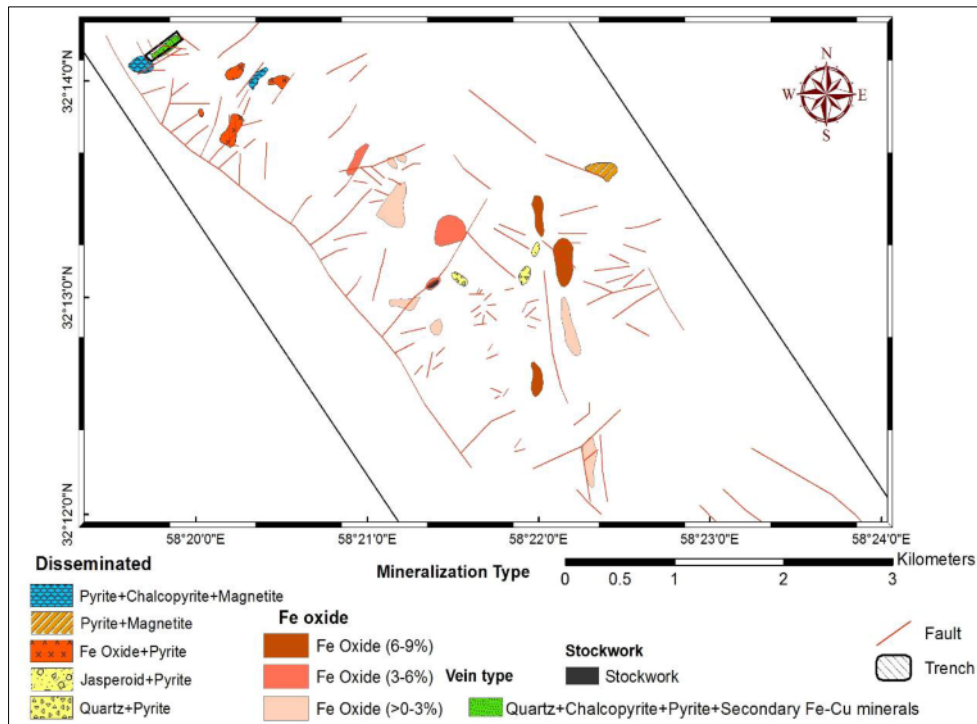 N
W E
S
32°14'0"N
32°13'0"N
32°12'0"N
58°20'0"E 58°21'0"E 58°22'0"E 58°23'0"E 58°24'0"E
Disseminated
Pyrite+Chalcopyrite+Magnetite
Pyrite+Magnetite
Fe Oxide+Pyrite
Jasperoid+Pyrite
Quartz+Pyrite
Mineralization Type
Kilometers
0 0.5 1 2 3
Fe oxide
Fe Oxide (6-9%)
Fe Oxide (3-6%)
Fe Oxide (>0-3%)
Vein type
Quartz+Chalcopyrite+Pyrite+Secondary Fe-Cu minerals
Stockwork
Stockwork
Fault
Trench